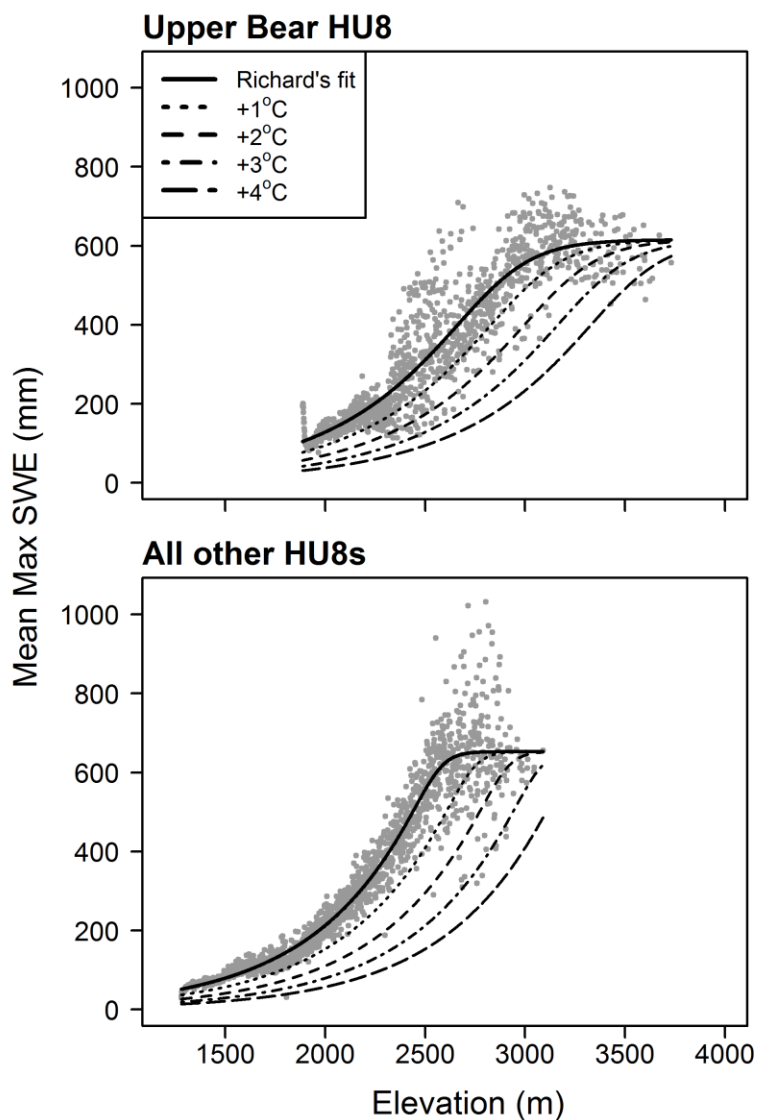 Upper Bear HU8
1000
800
600
400
200
0
Richard's fit
+1°C
+2°C
+3°C
+4°C
Mean Max SWE (mm)
All other HU8s
1000
800
600
400
200
0
1500 2000 2500 3000 3500 4000
Elevation (m)